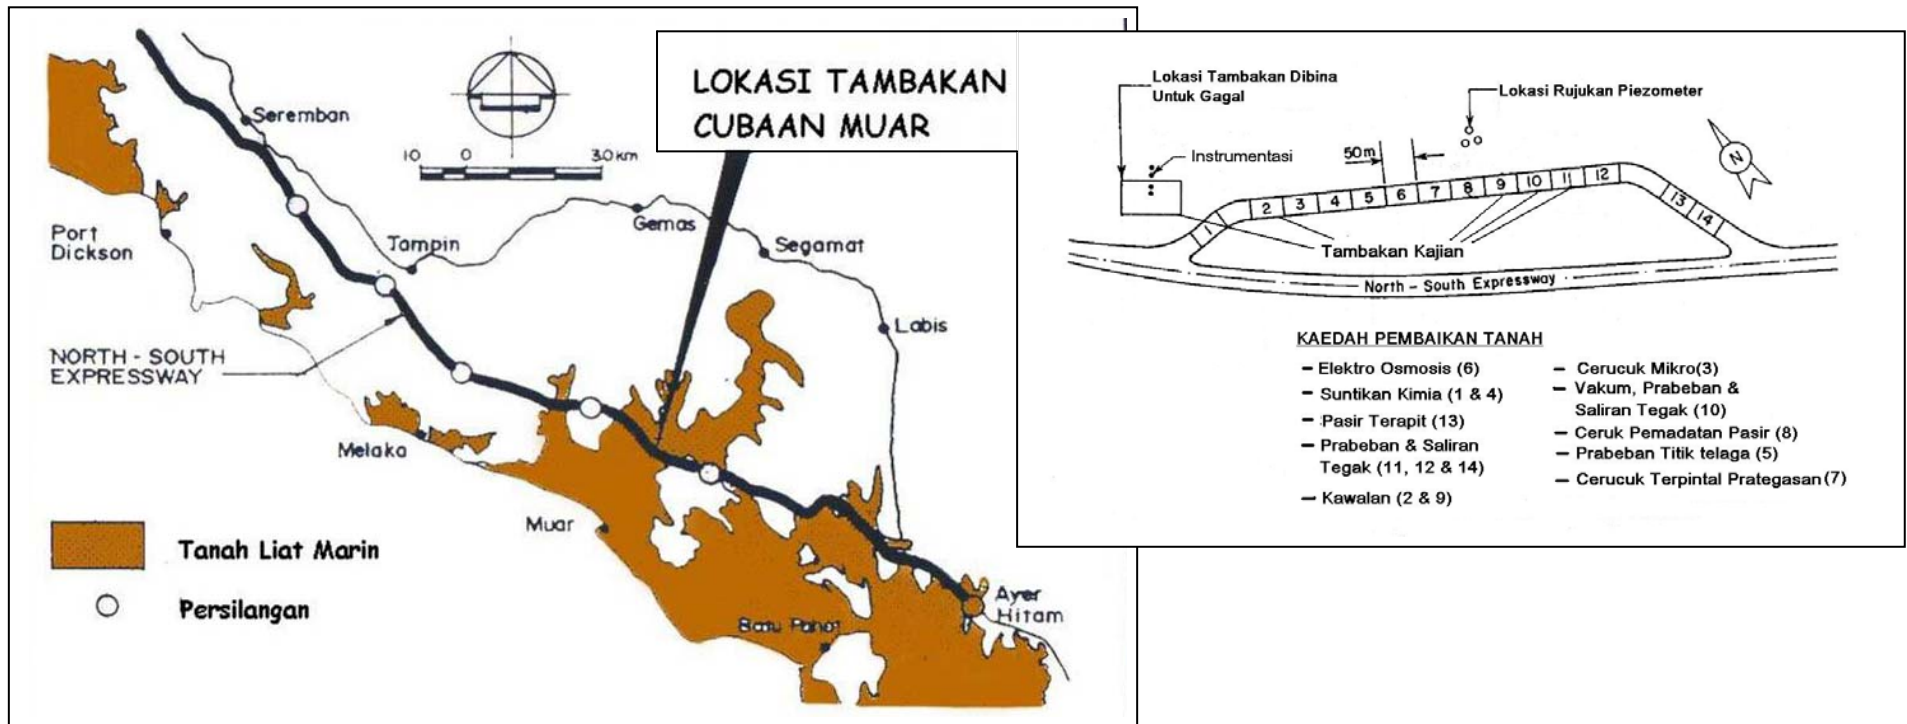 LOKASI TAMBAKAN
CUBAAN MUAR
Seremban
10 0 30 km
Port
Dickson
Tampin
Gemas
Segamat
Labis
NORTH - SOUTH
EXPRESSWAY
Melaka
Muar
Batu Pahat
Ayer
Hitam
Tanah Liat Marin
Persilangan
Lokasi Tambakan Dibina
Untuk Gagal
Lokasi Rujukan Piezometer
Instrumentasi
50m
N
1 2 3 4 5 6 7 8 9 10 11 12 13 14
Tambakan Kajian
North - South Expressway
KAEDAH PEMBAIKAN TANAH
- Elektro Osmosis (6)
- Suntikan Kimia (1 & 4)
- Pasir Terapit (13)
- Prabeban & Saliran
Tegak (11, 12 & 14)
- Kawalan (2 & 9)
- Cerucuk Mikro(3)
- Vakum, Prabeban &
Saliran Tegak (10)
- Ceruk Pemadatan Pasir (8)
- Prabeban Titik telaga (5)
- Cerucuk Terpintal Prategasan(7)